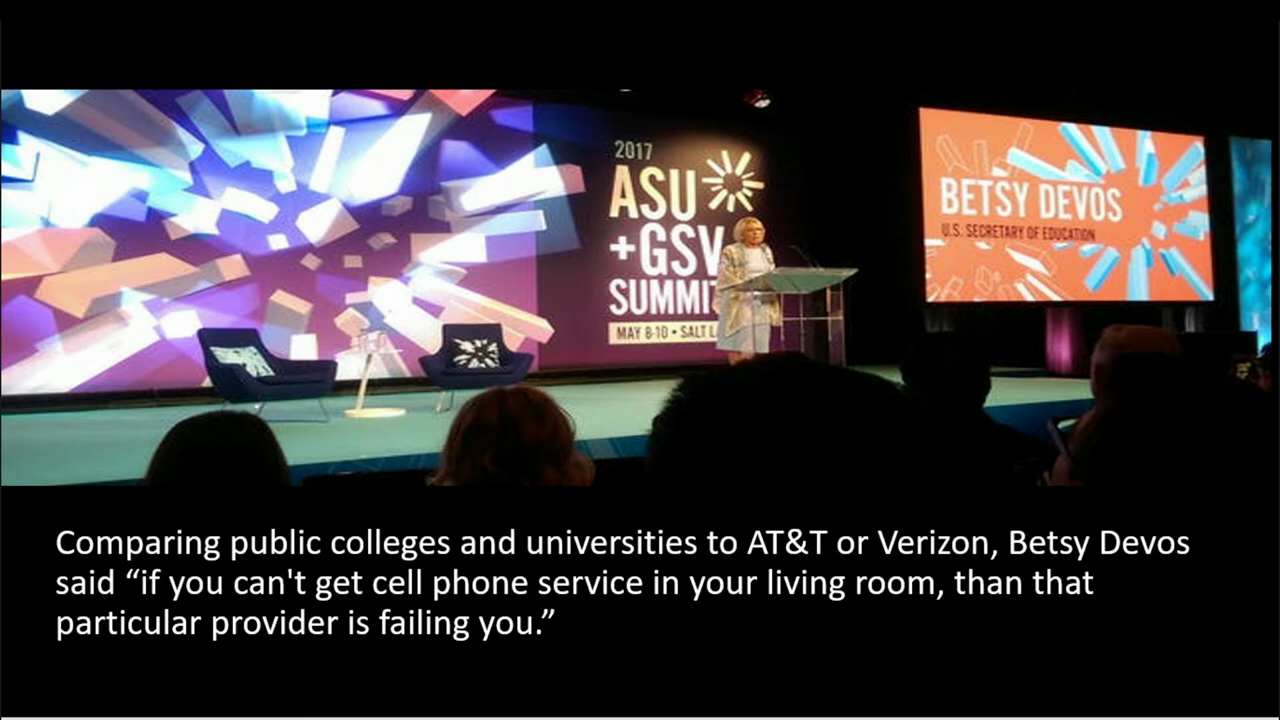 2017
ASU
+GSV
SUMMIT
MAY 8-10 • SALT L
BETSY DEVOS
U.S. SECRETARY OF EDUCATION
Comparing public colleges and universities to AT&T or Verizon, Betsy Devos
said “if you can't get cell phone service in your living room, than that
particular provider is failing you.”